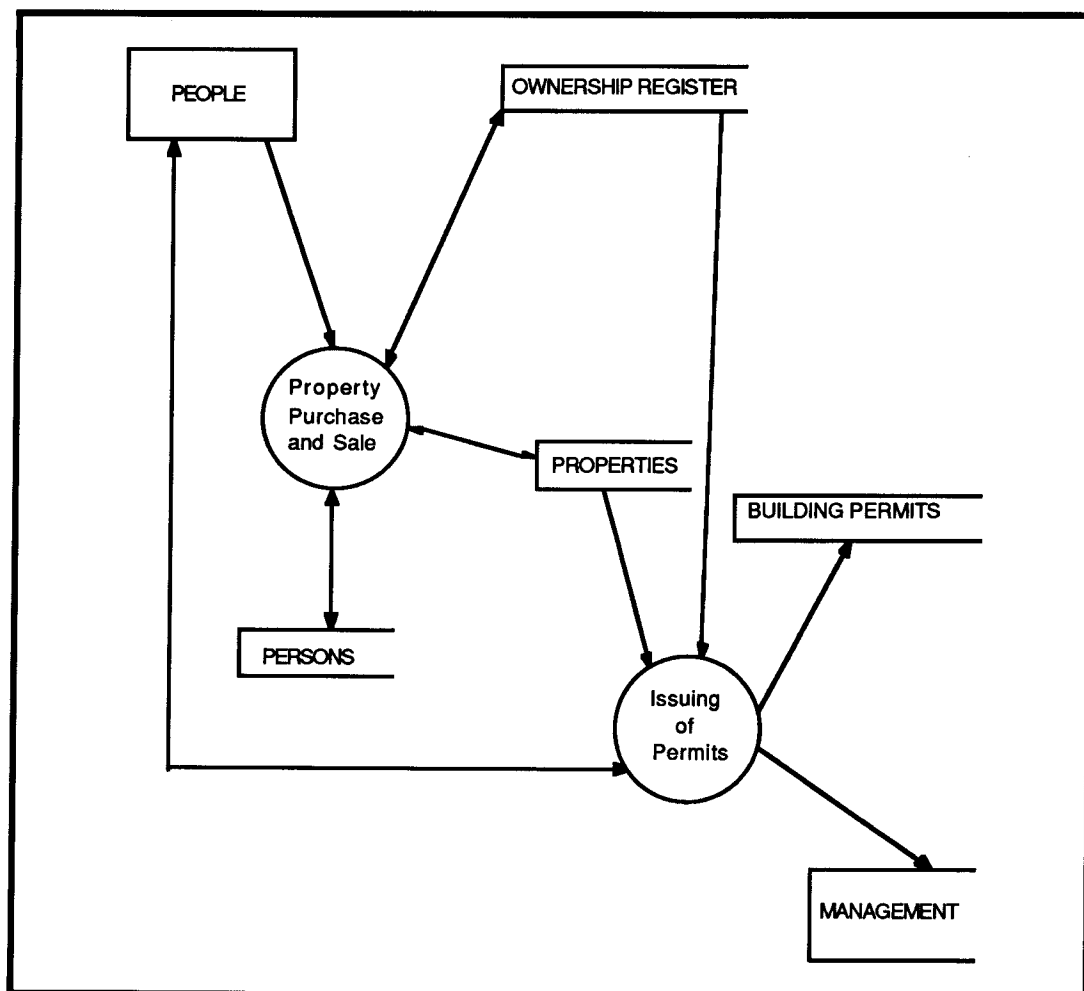 PEOPLE
OWNERSHIP REGISTER
Property
Purchase
and Sale
PROPERTIES
BUILDING PERMITS
PERSONS
Issuing
of
Permits
MANAGEMENT